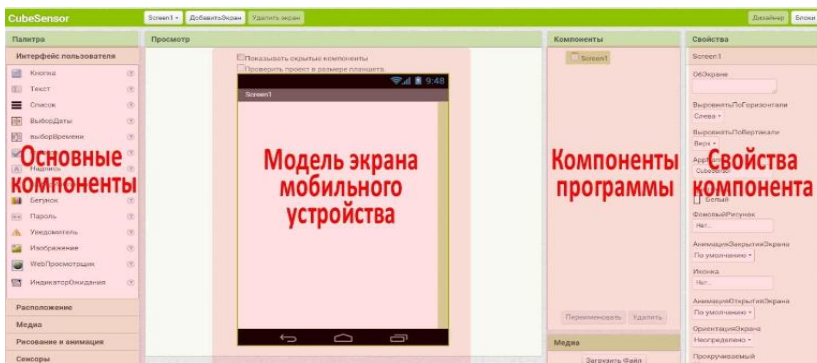 CubeSensor
Screen1
ДобавитьЭкран
Удалить экран
Дизайнер
Блоки
Палитра
Просмотр
Компоненты
Свойства
Интерфейс пользователя
Кнопка
Текст
Список
ВыборДаты
выборВремени
Надпись
Бегунок
Пароль
Уведомитель
Изображение
WebПросмотрщик
ИндикаторОжидания
Расположение
Медиа
Рисование и анимация
Сенсоры
Основные
компоненты
Показывать скрытые компоненты
Проверить проект в размере планшета.
9:48
Screen1
Модель экрана
мобильного
устройства
Screen1
Компоненты
программы
Переименовать
Удалить
Медиа
Загрузить Файл
Screen1
ОбЭкране
ВыровнятьПоГоризонтали
Слева
ВыровнятьПоВертикали
Верх
CubeSensor
Свойства
компонента
Белый
ФоновыйРисунок
Нет...
АнимацияЗакрытияЭкрана
По умолчанию
Иконка
Нет...
АнимацияОткрытияЭкрана
По умолчанию
ОриентацияЭкрана
Неопределено
Прокручиваемый